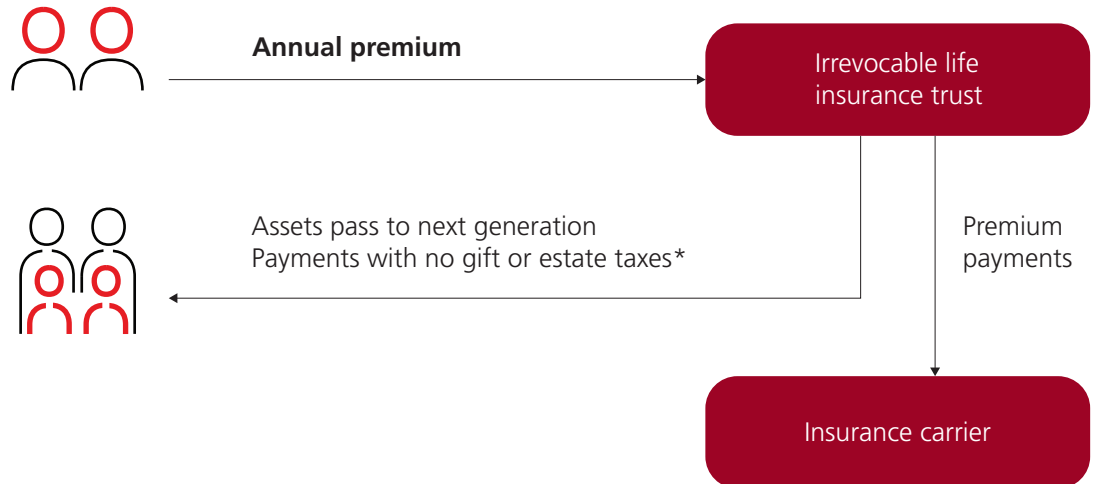 Annual premium
Irrevocable life
insurance trust
Assets pass to next generation
Payments with no gift or estate taxes*
Premium
payments
Insurance carrier